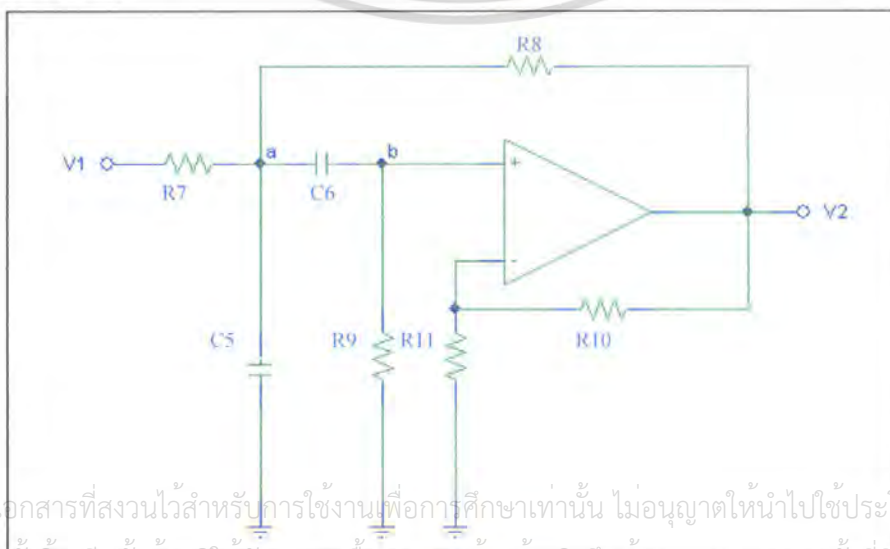 R8
V1
a
b
R7
C6
+
V2
-
C5
R9
R11
R10
อกสารที่สงวนไว้สำหรับการใช้งานเพื่อการศึกษาเท่านั้น ไม่อนุญาตให้นำไปใช้ประโ